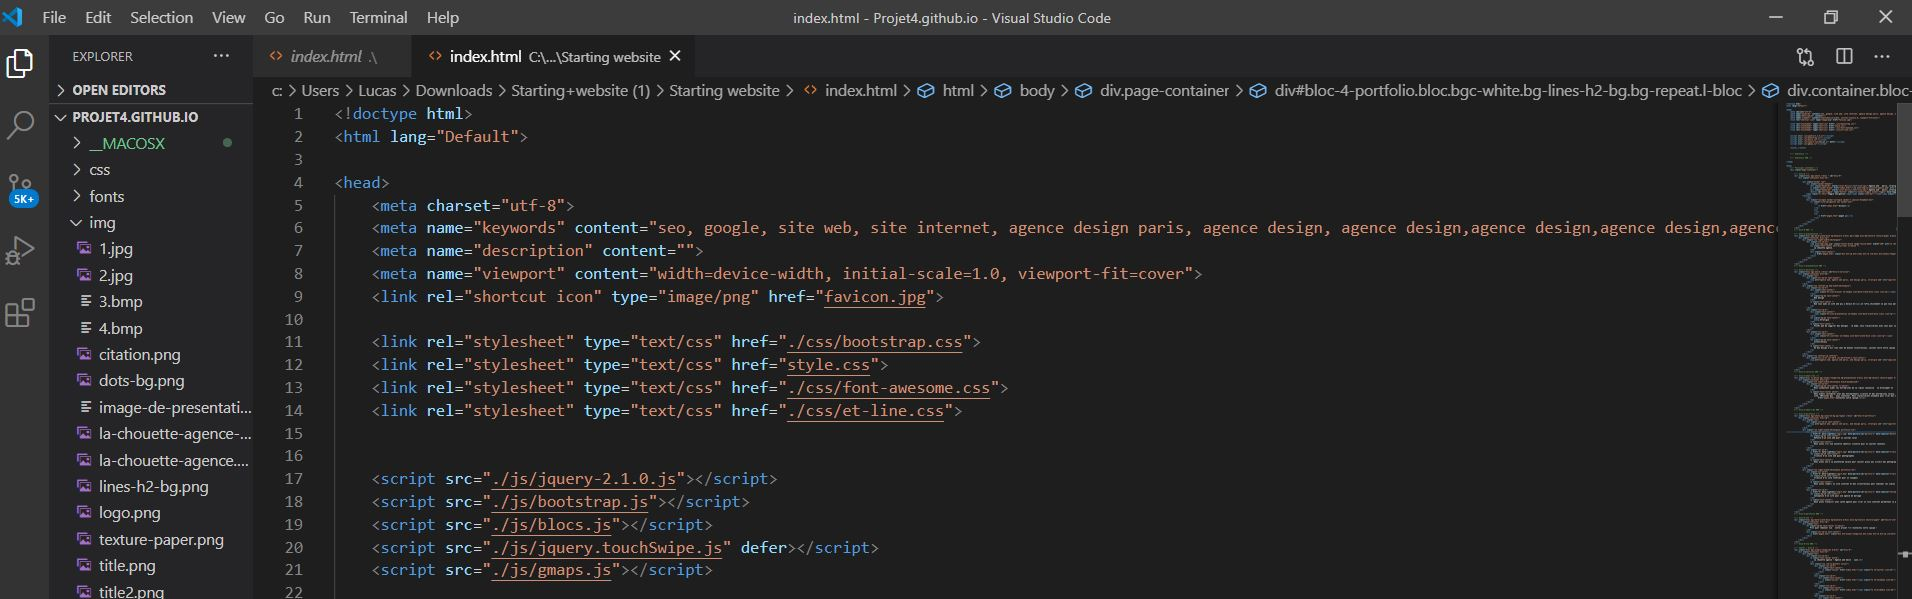 File Edit Selection View Go Run Terminal Help
index.html - Projet4.github.io - Visual Studio Code
EXPLORER
index.html .\
index.html C:\...\Starting website
OPEN EDITORS
c: > Users > Lucas > Downloads > Starting+website (1) > Starting website > index.html > html > body > div.page-container > div#bloc-4-portfolio.bloc.bgc-white.bg-lines-h2-bg.bg-repeat.l-bloc > div.container.bloc-
PROJET4.GITHUB.IO
__MACOSX
css
fonts
img
1.jpg
2.jpg
3.bmp
4.bmp
citation.png
dots-bg.png
image-de-presentati...
la-chouette-agence-...
la-chouette-agence....
lines-h2-bg.png
logo.png
texture-paper.png
title.png
title2.png
5K+
1 <!doctype html>
2 <html lang="Default">
3
4 <head>
5 <meta charset="utf-8">
6 <meta name="keywords" content="seo, google, site web, site internet, agence design paris, agence design, agence design,agence design,agence design,agence
7 <meta name="description" content="">
8 <meta name="viewport" content="width=device-width, initial-scale=1.0, viewport-fit=cover">
9 <link rel="shortcut icon" type="image/png" href="favicon.jpg">
10
11 <link rel="stylesheet" type="text/css" href="./css/bootstrap.css">
12 <link rel="stylesheet" type="text/css" href="style.css">
13 <link rel="stylesheet" type="text/css" href="./css/font-awesome.css">
14 <link rel="stylesheet" type="text/css" href="./css/et-line.css">
15
16
17 <script src="./js/jquery-2.1.0.js"></script>
18 <script src="./js/bootstrap.js"></script>
19 <script src="./js/blocs.js"></script>
20 <script src="./js/jquery.touchSwipe.js" defer></script>
21 <script src="./js/gmaps.js"></script>
22